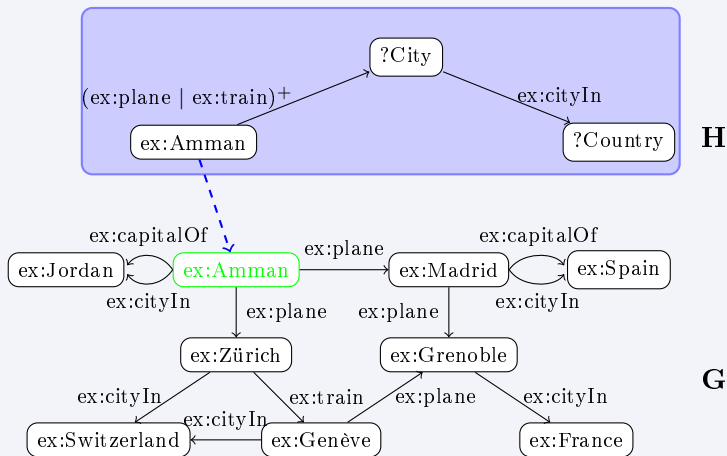 ?City
(ex:plane | ex:train)+
ex:cityIn
H
ex:Amman
?Country
ex:capitalOf
ex:plane
ex:capitalOf
ex:Jordan
ex:Amman
ex:Madrid
ex:Spain
ex:cityIn
ex:plane
ex:plane
ex:cityIn
ex:Zürich
ex:Grenoble
G
ex:cityIn
ex:train
ex:plane
ex:cityIn
ex:cityIn
ex:Switzerland
ex:Genève
ex:France